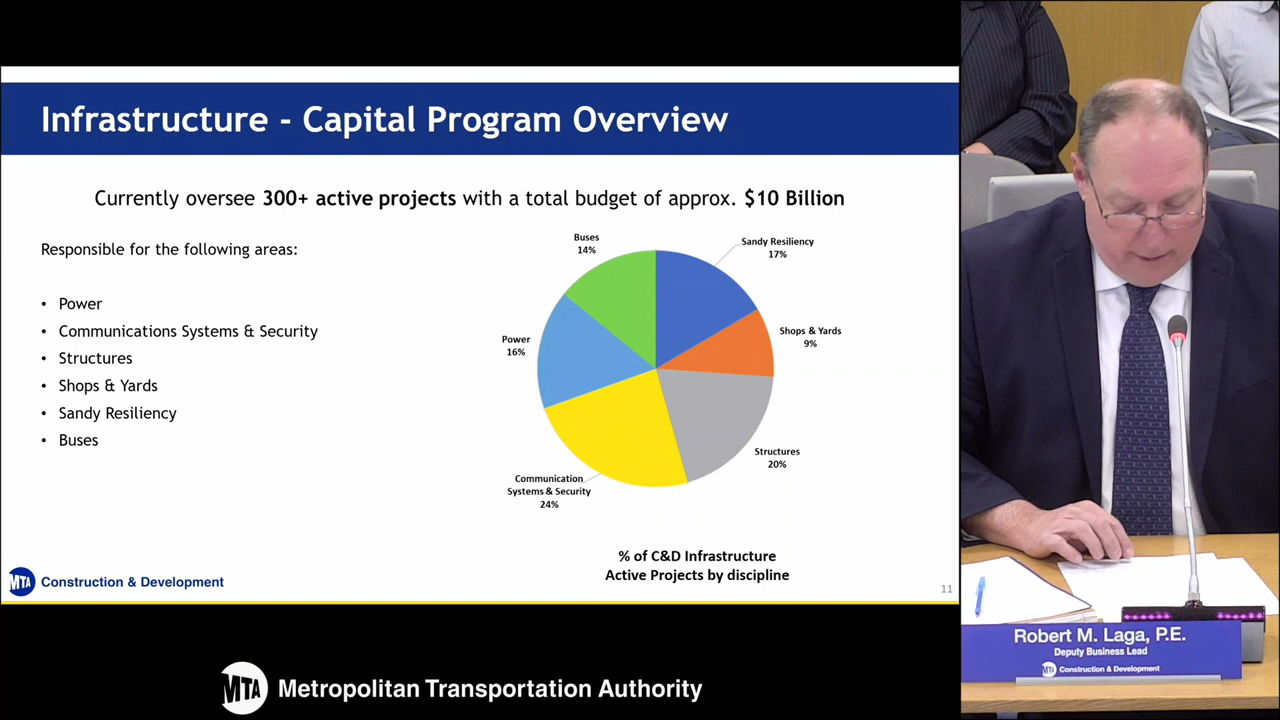 Infrastructure - Capital Program Overview
Currently oversee 300+ active projects with a total budget of approx. $10 Billion
Responsible for the following areas:
• Power
• Communications Systems & Security
• Structures
• Shops & Yards
• Sandy Resiliency
• Buses
Buses
14%
Sandy Resiliency
17%
Power
16%
Shops & Yards
9%
Structures
20%
Communication
Systems & Security
24%
% of C&D Infrastructure
Active Projects by discipline
MTA Construction & Development
11
MTA Metropolitan Transportation Authority
Robert M. Laga, P.E.
Deputy Business Lead
MTA Construction & Development